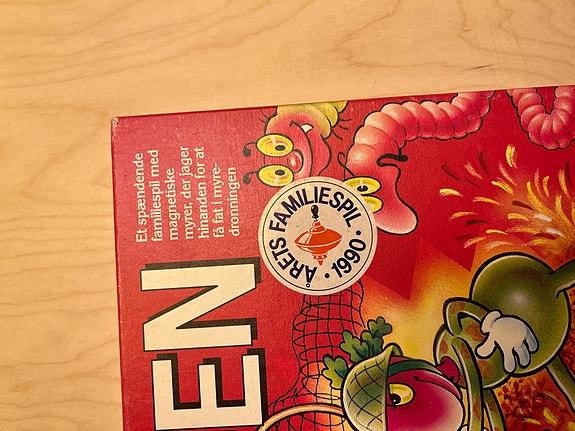 Et spændende
familiespil med
magnetiske
myrer, der jager
hinanden for at
få fat i myre-
dronningen
EN
ÅRETS FAMILIESPIL
· 1990 ·